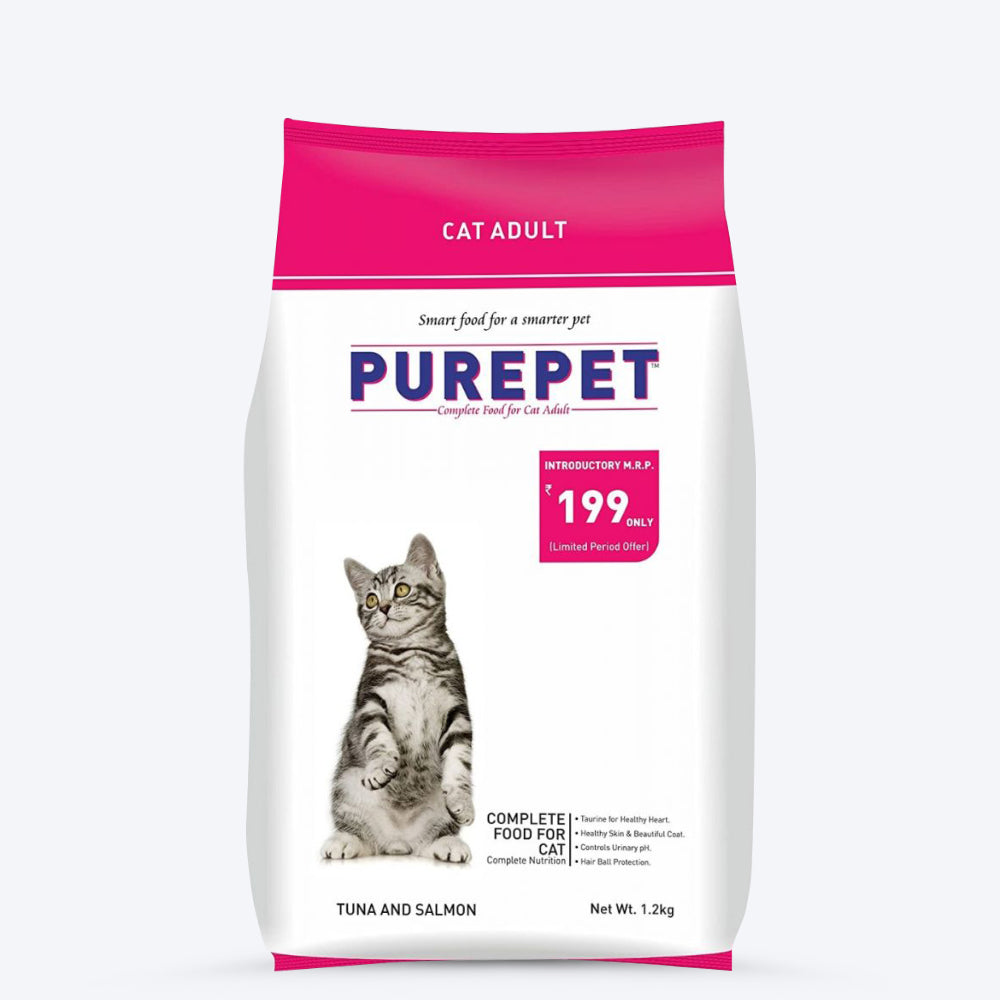 CAT ADULT
Smart food for a smarter pet
PUREPET™
Complete Food for Cat Adult
INTRODUCTORY M.R.P.
₹ 199 ONLY
(Limited Period Offer)
COMPLETE
FOOD FOR
CAT
Complete Nutrition
• Taurine for Healthy Heart.
• Healthy Skin & Beautiful Coat.
• Controls Urinary pH.
• Hair Ball Protection.
TUNA AND SALMON
Net Wt. 1.2kg